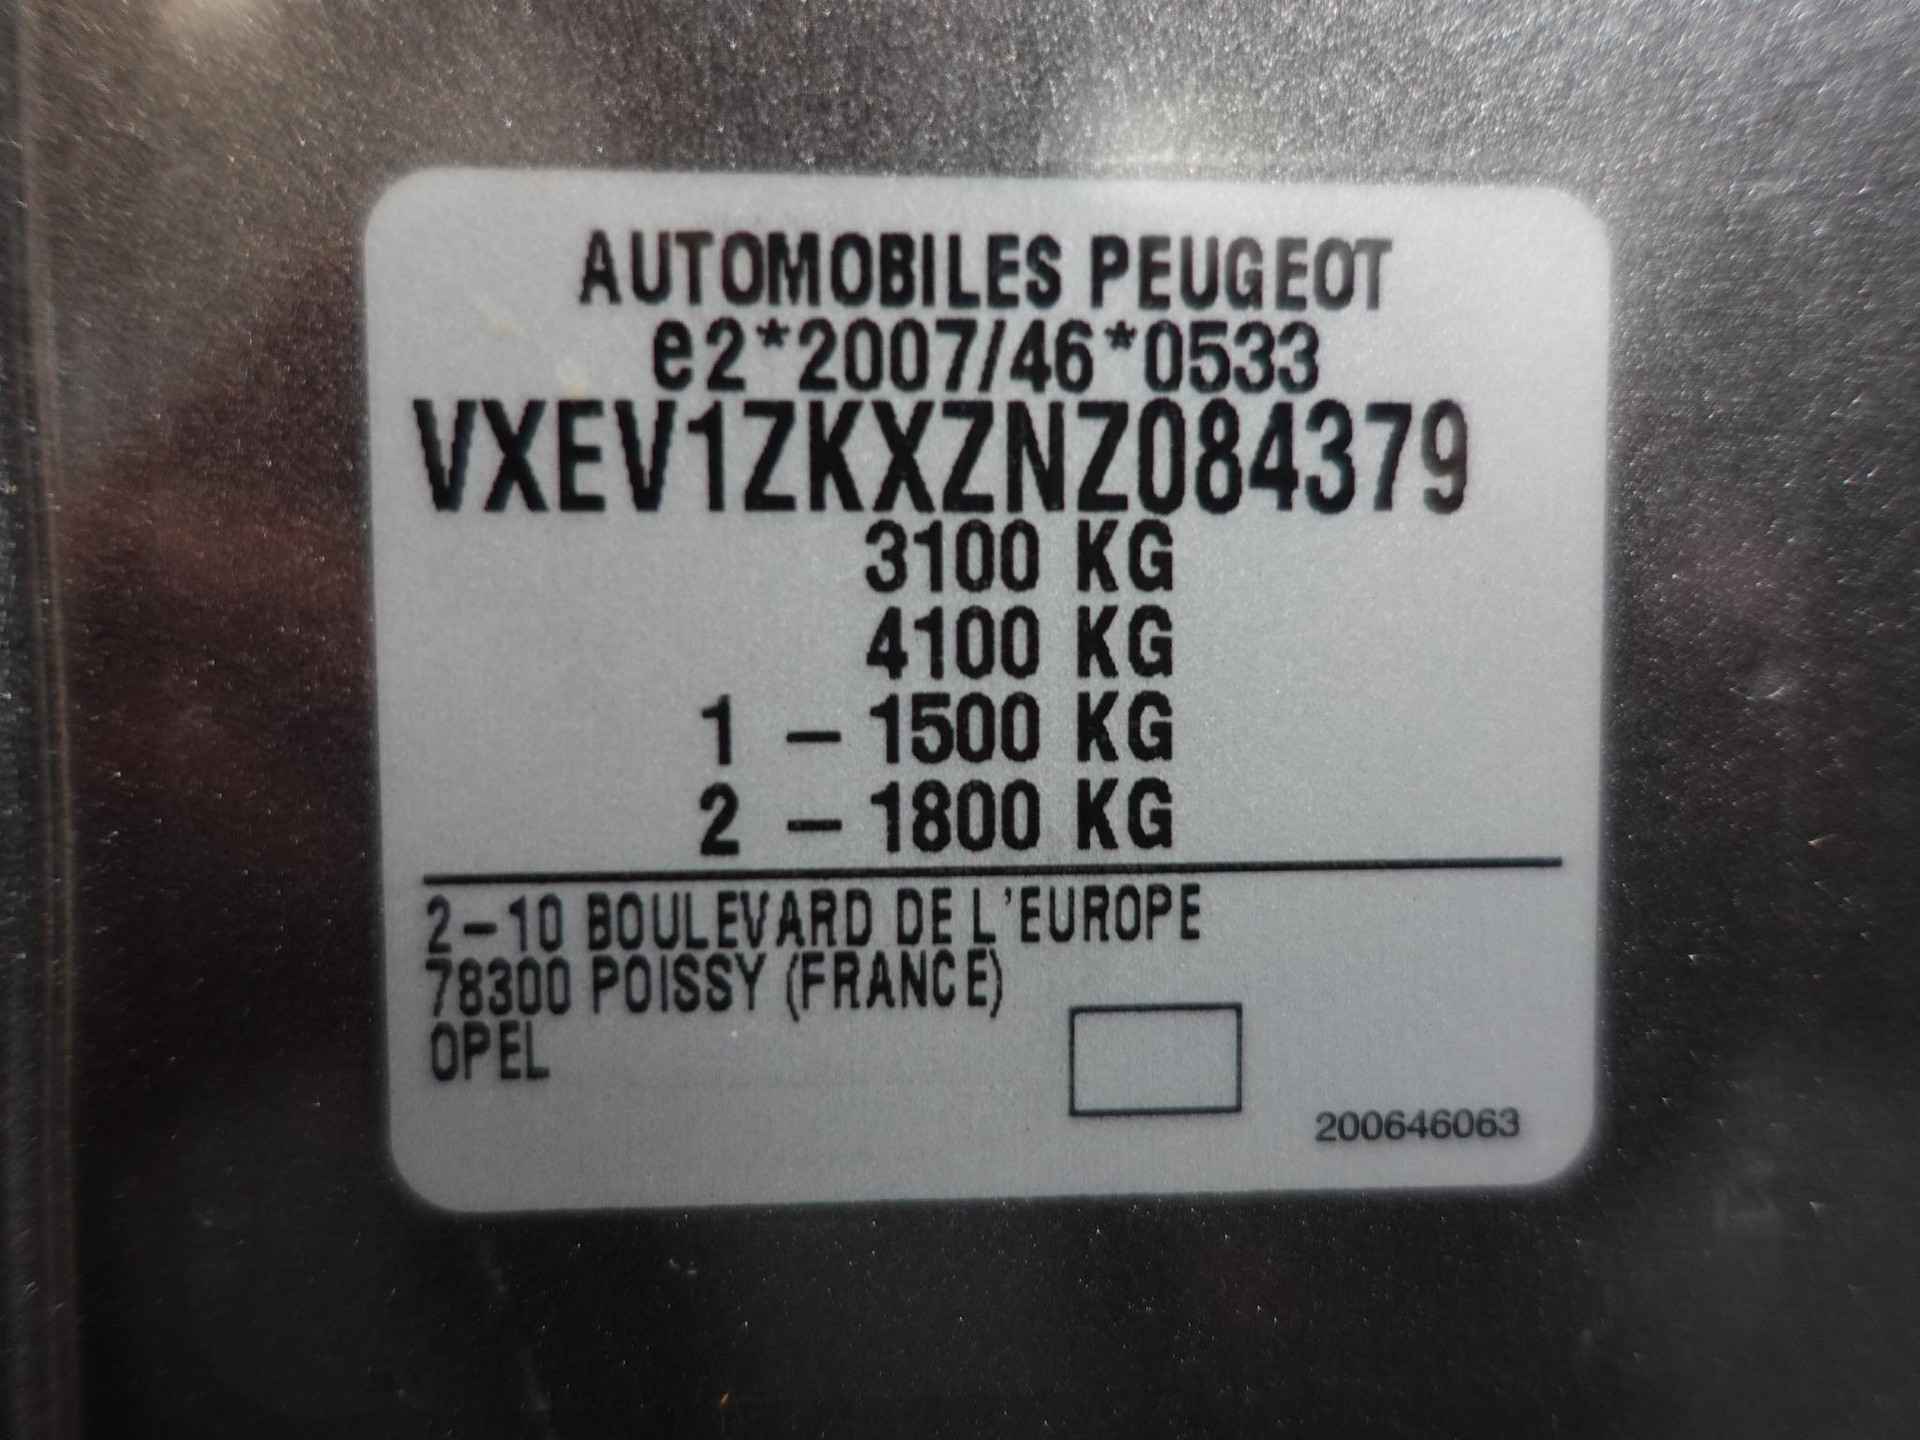 AUTOMOBILES PEUGEOT
e2*2007/46*0533
VXEV1ZKXZNZ084379
3100 KG
4100 KG
1 – 1500 KG
2 – 1800 KG
2–10 BOULEVARD DE L'EUROPE
78300 POISSY (FRANCE)
OPEL
200646063